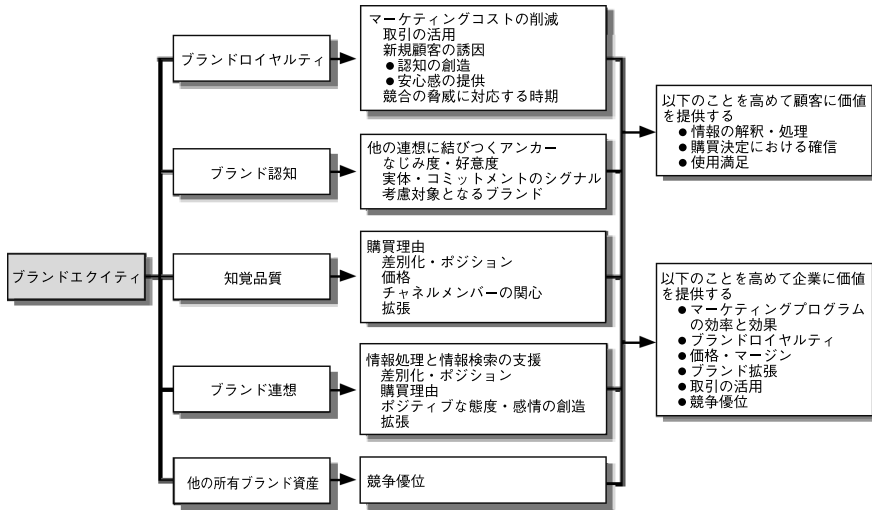 ブランドエクイティ
ブランドロイヤルティ
マーケティングコストの削減
取引の活用
新規顧客の誘因
●認知の創造
●安心感の提供
競合の脅威に対応する時期
ブランド認知
他の連想に結びつくアンカー
なじみ度・好意度
実体・コミットメントのシグナル
考慮対象となるブランド
知覚品質
購買理由
差別化・ポジション
価格
チャネルメンバーの関心
拡張
ブランド連想
情報処理と情報検索の支援
差別化・ポジション
購買理由
ポジティブな態度・感情の創造
拡張
他の所有ブランド資産
競争優位
以下のことを高めて顧客に価値
を提供する
●情報の解釈・処理
●購買決定における確信
●使用満足
以下のことを高めて企業に価値
を提供する
●マーケティングプログラム
の効率と効果
●ブランドロイヤルティ
●価格・マージン
●ブランド拡張
●取引の活用
●競争優位